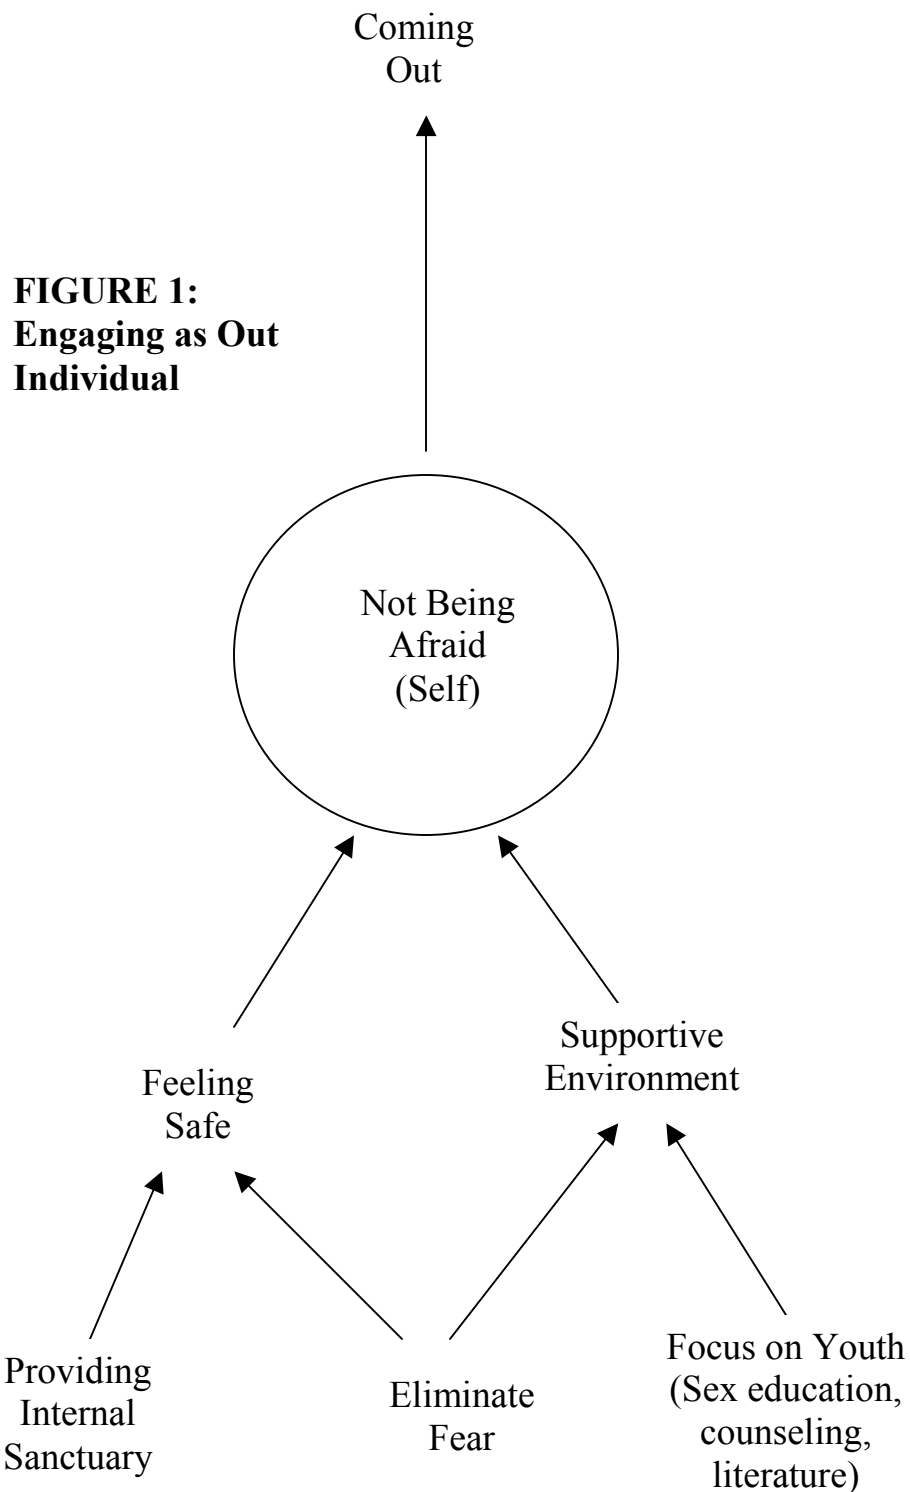 Coming
Out
FIGURE 1:
Engaging as Out
Individual
Not Being
Afraid
(Self)
Supportive
Environment
Feeling
Safe
Providing
Internal
Sanctuary
Eliminate
Fear
Focus on Youth
(Sex education,
counseling,
literature)